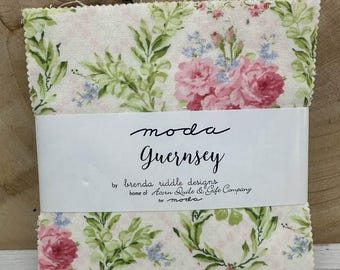 moda
Guernsey
by brenda riddle designs
home of Acorn Quilt & Gift Company
for moda